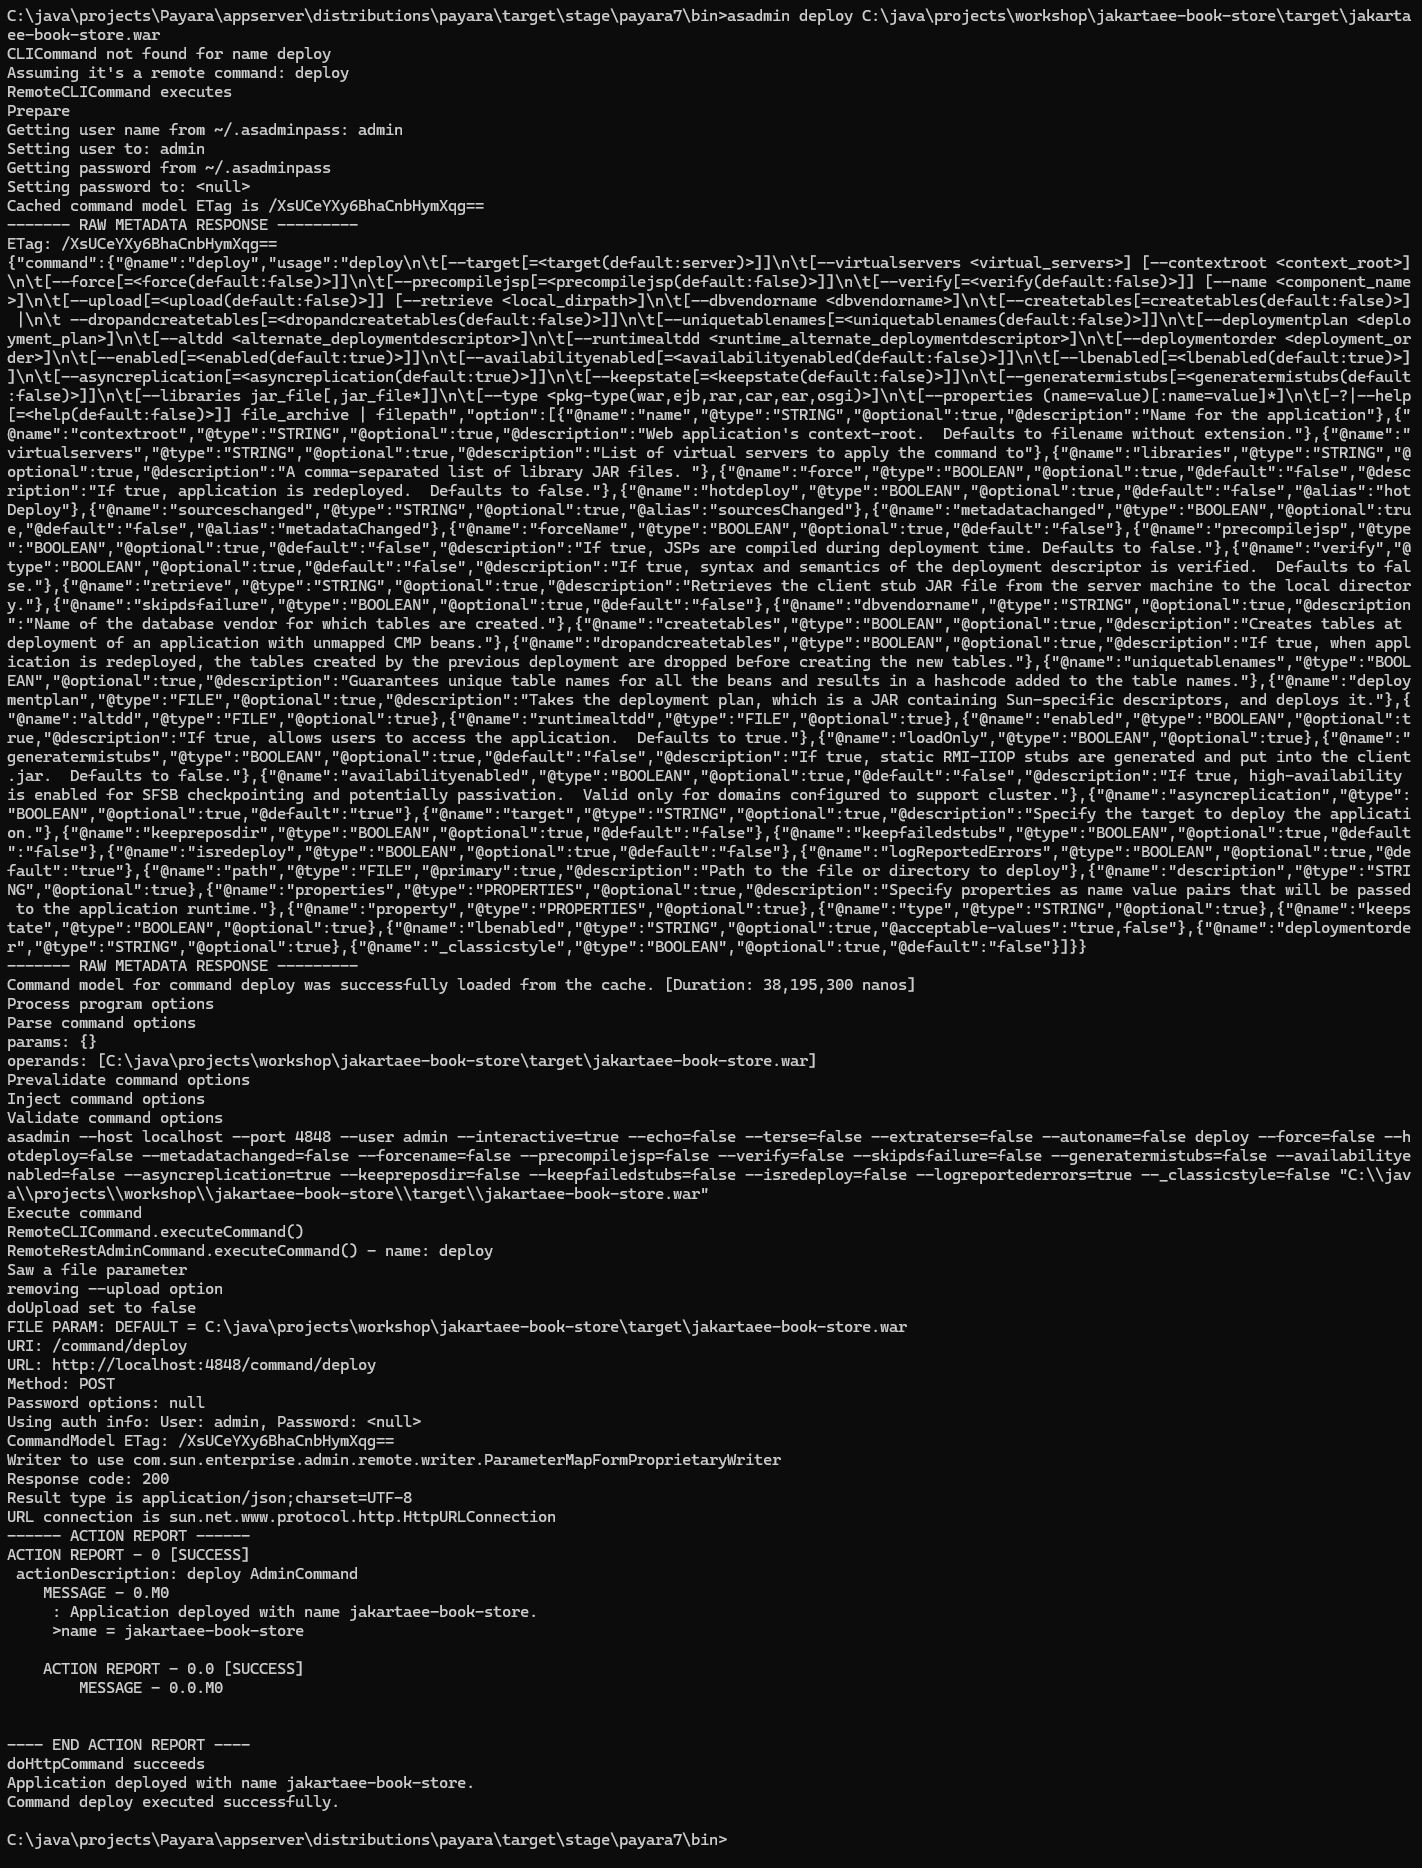 C:\java\projects\Payara\appserver\distributions\payara\target\stage\payara7\bin>asadmin deploy C:\java\projects\workshop\jakartaee-book-store\target\jakarta
ee-book-store.war
CLICommand not found for name deploy
Assuming it's a remote command: deploy
RemoteCLICommand executes
Prepare
Getting user name from ~/.asadminpass: admin
Setting user to: admin
Getting password from ~/.asadminpass
Setting password to: <null>
Cached command model ETag is /XsUCeYXy6BhaCnbHymXqg==
------- RAW METADATA RESPONSE ---------
ETag: /XsUCeYXy6BhaCnbHymXqg==
{"command":{"@name":"deploy","usage":"deploy\n\t[--target[=<target(default:server)>]]\n\t[--virtualservers <virtual_servers>] [--contextroot <context_root>]
\n\t[--force[=<force(default:false)>]]\n\t[--precompilejsp[=<precompilejsp(default:false)>]]\n\t[--verify[=<verify(default:false)>]] [--name <component_name
>]\n\t[--upload[=<upload(default:false)>]] [--retrieve <local_dirpath>]\n\t[--dbvendorname <dbvendorname>]\n\t[--createtables[=createtables(default:false)>]
 |\n\t --dropandcreatetables[=<dropandcreatetables(default:false)>]]\n\t[--uniquetablenames[=<uniquetablenames(default:false)>]]\n\t[--deploymentplan <deplo
yment_plan>]\n\t[--altdd <alternate_deploymentdescriptor>]\n\t[--runtimealtdd <runtime_alternate_deploymentdescriptor>]\n\t[--deploymentorder <deployment_or
der>]\n\t[--enabled[=<enabled(default:true)>]]\n\t[--availabilityenabled[=<availabilityenabled(default:false)>]]\n\t[--lbenabled[=<lbenabled(default:true)>]
]\n\t[--asyncreplication[=<asyncreplication(default:true)>]]\n\t[--keepstate[=<keepstate(default:false)>]]\n\t[--generatermistubs[=<generatermistubs(default
:false)>]]\n\t[--libraries jar_file[,jar_file*]]\n\t[--type <pkg-type(war,ejb,rar,car,ear,osgi)>]\n\t[--properties (name=value)[:name=value]*]\n\t[-?|--help
[=<help(default:false)>]] file_archive | filepath","option":[{"@name":"name","@type":"STRING","@optional":true,"@description":"Name for the application"},{"
@name":"contextroot","@type":"STRING","@optional":true,"@description":"Web application's context-root.  Defaults to filename without extension."},{"@name":"
virtualservers","@type":"STRING","@optional":true,"@description":"List of virtual servers to apply the command to"},{"@name":"libraries","@type":"STRING","@
optional":true,"@description":"A comma-separated list of library JAR files. "},{"@name":"force","@type":"BOOLEAN","@optional":true,"@default":"false","@desc
ription":"If true, application is redeployed.  Defaults to false."},{"@name":"hotdeploy","@type":"BOOLEAN","@optional":true,"@default":"false","@alias":"hot
Deploy"},{"@name":"sourceschanged","@type":"STRING","@optional":true,"@alias":"sourcesChanged"},{"@name":"metadatachanged","@type":"BOOLEAN","@optional":tru
e,"@default":"false","@alias":"metadataChanged"},{"@name":"forceName","@type":"BOOLEAN","@optional":true,"@default":"false"},{"@name":"precompilejsp","@type
":"BOOLEAN","@optional":true,"@default":"false","@description":"If true, JSPs are compiled during deployment time. Defaults to false."},{"@name":"verify","@
type":"BOOLEAN","@optional":true,"@default":"false","@description":"If true, syntax and semantics of the deployment descriptor is verified.  Defaults to fal
se."},{"@name":"retrieve","@type":"STRING","@optional":true,"@description":"Retrieves the client stub JAR file from the server machine to the local director
y."},{"@name":"skipdsfailure","@type":"BOOLEAN","@optional":true,"@default":"false"},{"@name":"dbvendorname","@type":"STRING","@optional":true,"@description
":"Name of the database vendor for which tables are created."},{"@name":"createtables","@type":"BOOLEAN","@optional":true,"@description":"Creates tables at
deployment of an application with unmapped CMP beans."},{"@name":"dropandcreatetables","@type":"BOOLEAN","@optional":true,"@description":"If true, when appl
ication is redeployed, the tables created by the previous deployment are dropped before creating the new tables."},{"@name":"uniquetablenames","@type":"BOOL
EAN","@optional":true,"@description":"Guarantees unique table names for all the beans and results in a hashcode added to the table names."},{"@name":"deploy
mentplan","@type":"FILE","@optional":true,"@description":"Takes the deployment plan, which is a JAR containing Sun-specific descriptors, and deploys it."},{
"@name":"altdd","@type":"FILE","@optional":true},{"@name":"runtimealtdd","@type":"FILE","@optional":true},{"@name":"enabled","@type":"BOOLEAN","@optional":t
rue,"@description":"If true, allows users to access the application.  Defaults to true."},{"@name":"loadOnly","@type":"BOOLEAN","@optional":true},{"@name":"
generatermistubs","@type":"BOOLEAN","@optional":true,"@default":"false","@description":"If true, static RMI-IIOP stubs are generated and put into the client
.jar.  Defaults to false."},{"@name":"availabilityenabled","@type":"BOOLEAN","@optional":true,"@default":"false","@description":"If true, high-availability
is enabled for SFSB checkpointing and potentially passivation.  Valid only for domains configured to support cluster."},{"@name":"asyncreplication","@type":
"BOOLEAN","@optional":true,"@default":"true"},{"@name":"target","@type":"STRING","@optional":true,"@description":"Specify the target to deploy the applicati
on."},{"@name":"keepreposdir","@type":"BOOLEAN","@optional":true,"@default":"false"},{"@name":"keepfailedstubs","@type":"BOOLEAN","@optional":true,"@default
":"false"},{"@name":"isredeploy","@type":"BOOLEAN","@optional":true,"@default":"false"},{"@name":"logReportedErrors","@type":"BOOLEAN","@optional":true,"@de
fault":"true"},{"@name":"path","@type":"FILE","@primary":true,"@description":"Path to the file or directory to deploy"},{"@name":"description","@type":"STRI
NG","@optional":true},{"@name":"properties","@type":"PROPERTIES","@optional":true,"@description":"Specify properties as name value pairs that will be passed
 to the application runtime."},{"@name":"property","@type":"PROPERTIES","@optional":true},{"@name":"type","@type":"STRING","@optional":true},{"@name":"keeps
tate","@type":"BOOLEAN","@optional":true},{"@name":"lbenabled","@type":"STRING","@optional":true,"@acceptable-values":"true,false"},{"@name":"deploymentorde
r","@type":"STRING","@optional":true},{"@name":"_classicstyle","@type":"BOOLEAN","@optional":true,"@default":"false"}]}}
------- RAW METADATA RESPONSE ---------
Command model for command deploy was successfully loaded from the cache. [Duration: 38,195,300 nanos]
Process program options
Parse command options
params: {}
operands: [C:\java\projects\workshop\jakartaee-book-store\target\jakartaee-book-store.war]
Prevalidate command options
Inject command options
Validate command options
asadmin --host localhost --port 4848 --user admin --interactive=true --echo=false --terse=false --extraterse=false --autoname=false deploy --force=false --h
otdeploy=false --metadatachanged=false --forcename=false --precompilejsp=false --verify=false --skipdsfailure=false --generatermistubs=false --availabilitye
nabled=false --asyncreplication=true --keepreposdir=false --keepfailedstubs=false --isredeploy=false --logreportederrors=true --_classicstyle=false "C:\\jav
a\\projects\\workshop\\jakartaee-book-store\\target\\jakartaee-book-store.war"
Execute command
RemoteCLICommand.executeCommand()
RemoteRestAdminCommand.executeCommand() - name: deploy
Saw a file parameter
removing --upload option
doUpload set to false
FILE PARAM: DEFAULT = C:\java\projects\workshop\jakartaee-book-store\target\jakartaee-book-store.war
URI: /command/deploy
URL: http://localhost:4848/command/deploy
Method: POST
Password options: null
Using auth info: User: admin, Password: <null>
CommandModel ETag: /XsUCeYXy6BhaCnbHymXqg==
Writer to use com.sun.enterprise.admin.remote.writer.ParameterMapFormProprietaryWriter
Response code: 200
Result type is application/json;charset=UTF-8
URL connection is sun.net.www.protocol.http.HttpURLConnection
------ ACTION REPORT ------
ACTION REPORT - 0 [SUCCESS]
 actionDescription: deploy AdminCommand
    MESSAGE - 0.M0
     : Application deployed with name jakartaee-book-store.
     >name = jakartaee-book-store
    ACTION REPORT - 0.0 [SUCCESS]
        MESSAGE - 0.0.M0
---- END ACTION REPORT ----
doHttpCommand succeeds
Application deployed with name jakartaee-book-store.
Command deploy executed successfully.
C:\java\projects\Payara\appserver\distributions\payara\target\stage\payara7\bin>